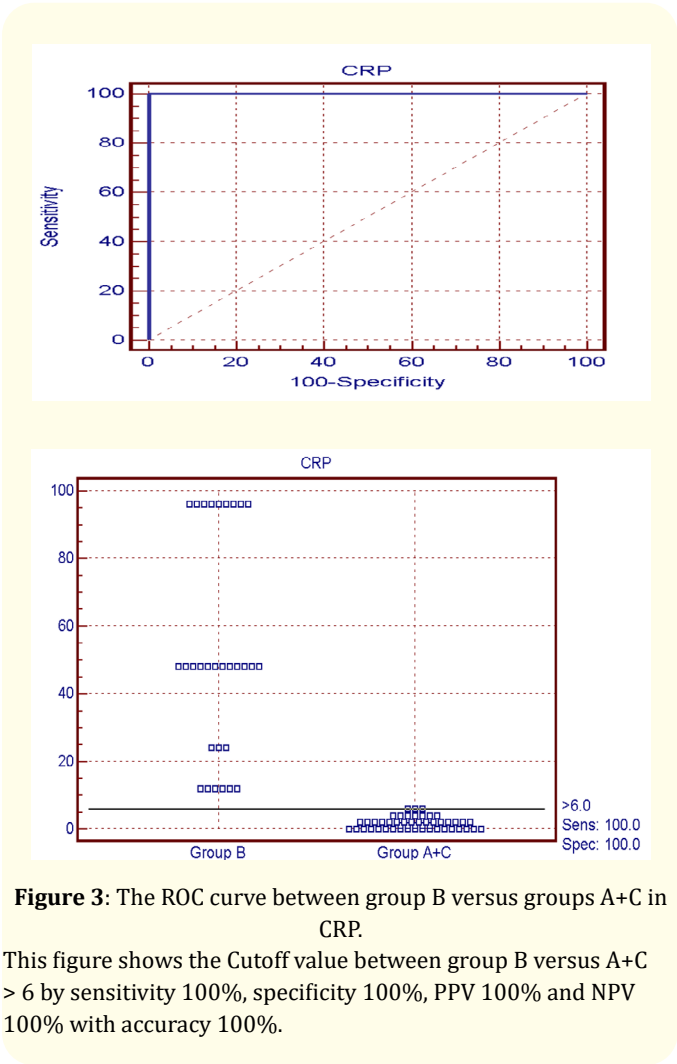 CRP
100
80
60
40
20
0
Sensitivity
0 20 40 60 80 100
100-Specificity
CRP
100
80
60
40
20
0
>6.0
Sens: 100.0
Spec: 100.0
Group B Group A+C
Figure 3: The ROC curve between group B versus groups A+C in
CRP.
This figure shows the Cutoff value between group B versus A+C
> 6 by sensitivity 100%, specificity 100%, PPV 100% and NPV
100% with accuracy 100%.